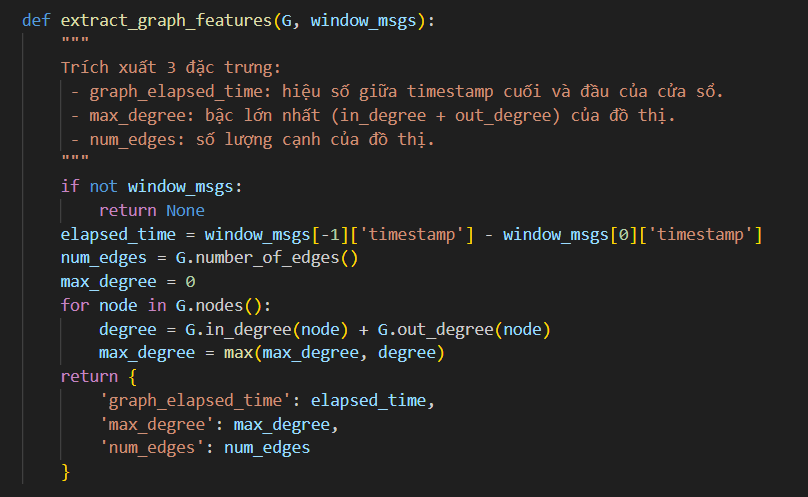 def extract_graph_features(G, window_msgs):
    """
    Trích xuất 3 đặc trưng:
     - graph_elapsed_time: hiệu số giữa timestamp cuối và đầu của cửa sổ.
     - max_degree: bậc lớn nhất (in_degree + out_degree) của đồ thị.
     - num_edges: số lượng cạnh của đồ thị.
    """
    if not window_msgs:
        return None
    elapsed_time = window_msgs[-1]['timestamp'] - window_msgs[0]['timestamp']
    num_edges = G.number_of_edges()
    max_degree = 0
    for node in G.nodes():
        degree = G.in_degree(node) + G.out_degree(node)
        max_degree = max(max_degree, degree)
    return {
        'graph_elapsed_time': elapsed_time,
        'max_degree': max_degree,
        'num_edges': num_edges
    }